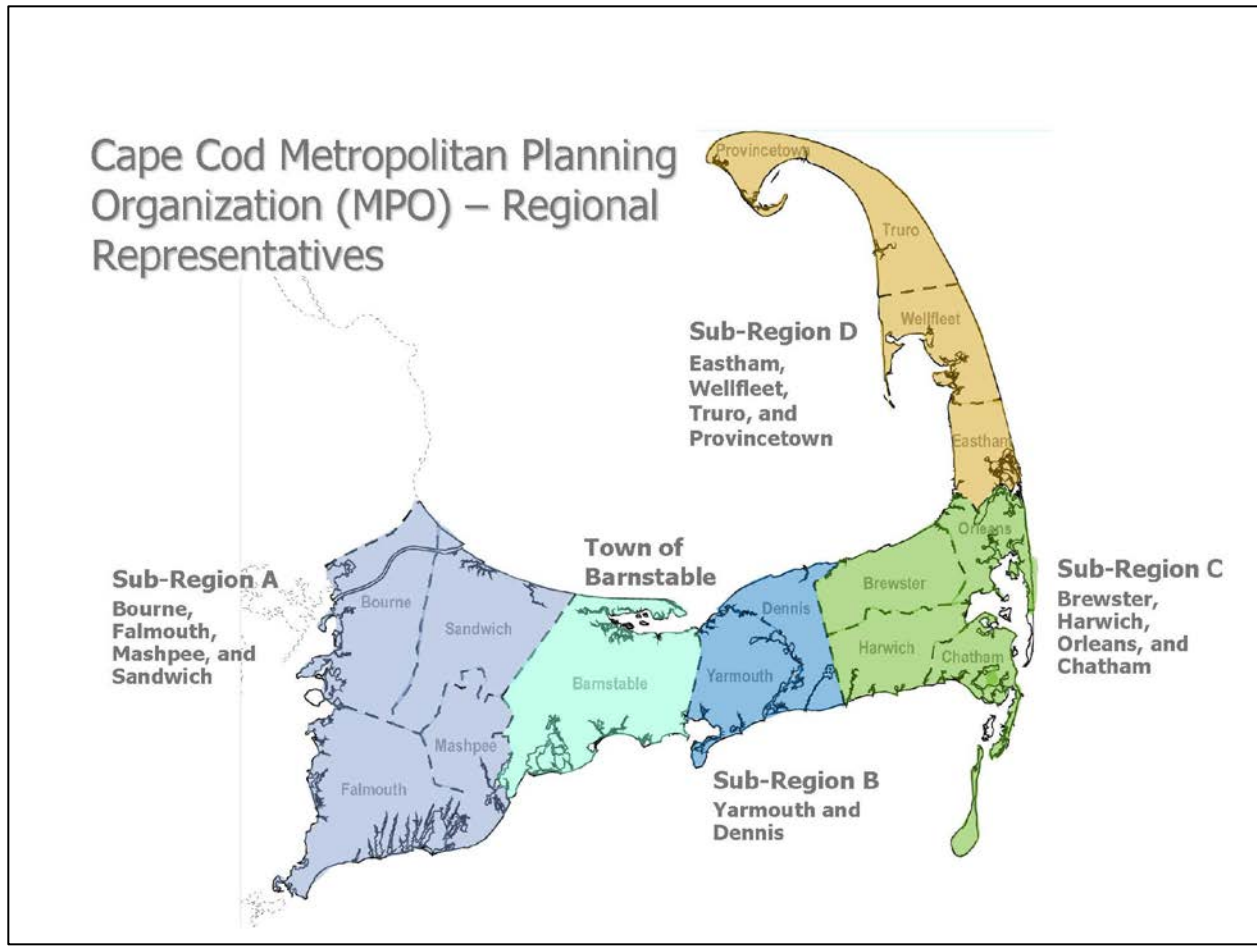 Cape Cod Metropolitan Planning
Organization (MPO) – Regional
Representatives
Provincetown
Truro
Wellfleet
Eastham
Sub-Region D
Eastham,
Wellfleet,
Truro, and
Provincetown
Orleans
Brewster
Harwich
Chatham
Sub-Region C
Brewster,
Harwich,
Orleans, and
Chatham
Town of
Barnstable
Dennis
Yarmouth
Barnstable
Sub-Region A
Bourne,
Falmouth,
Mashpee, and
Sandwich
Bourne
Sandwich
Mashpee
Falmouth
Sub-Region B
Yarmouth and
Dennis